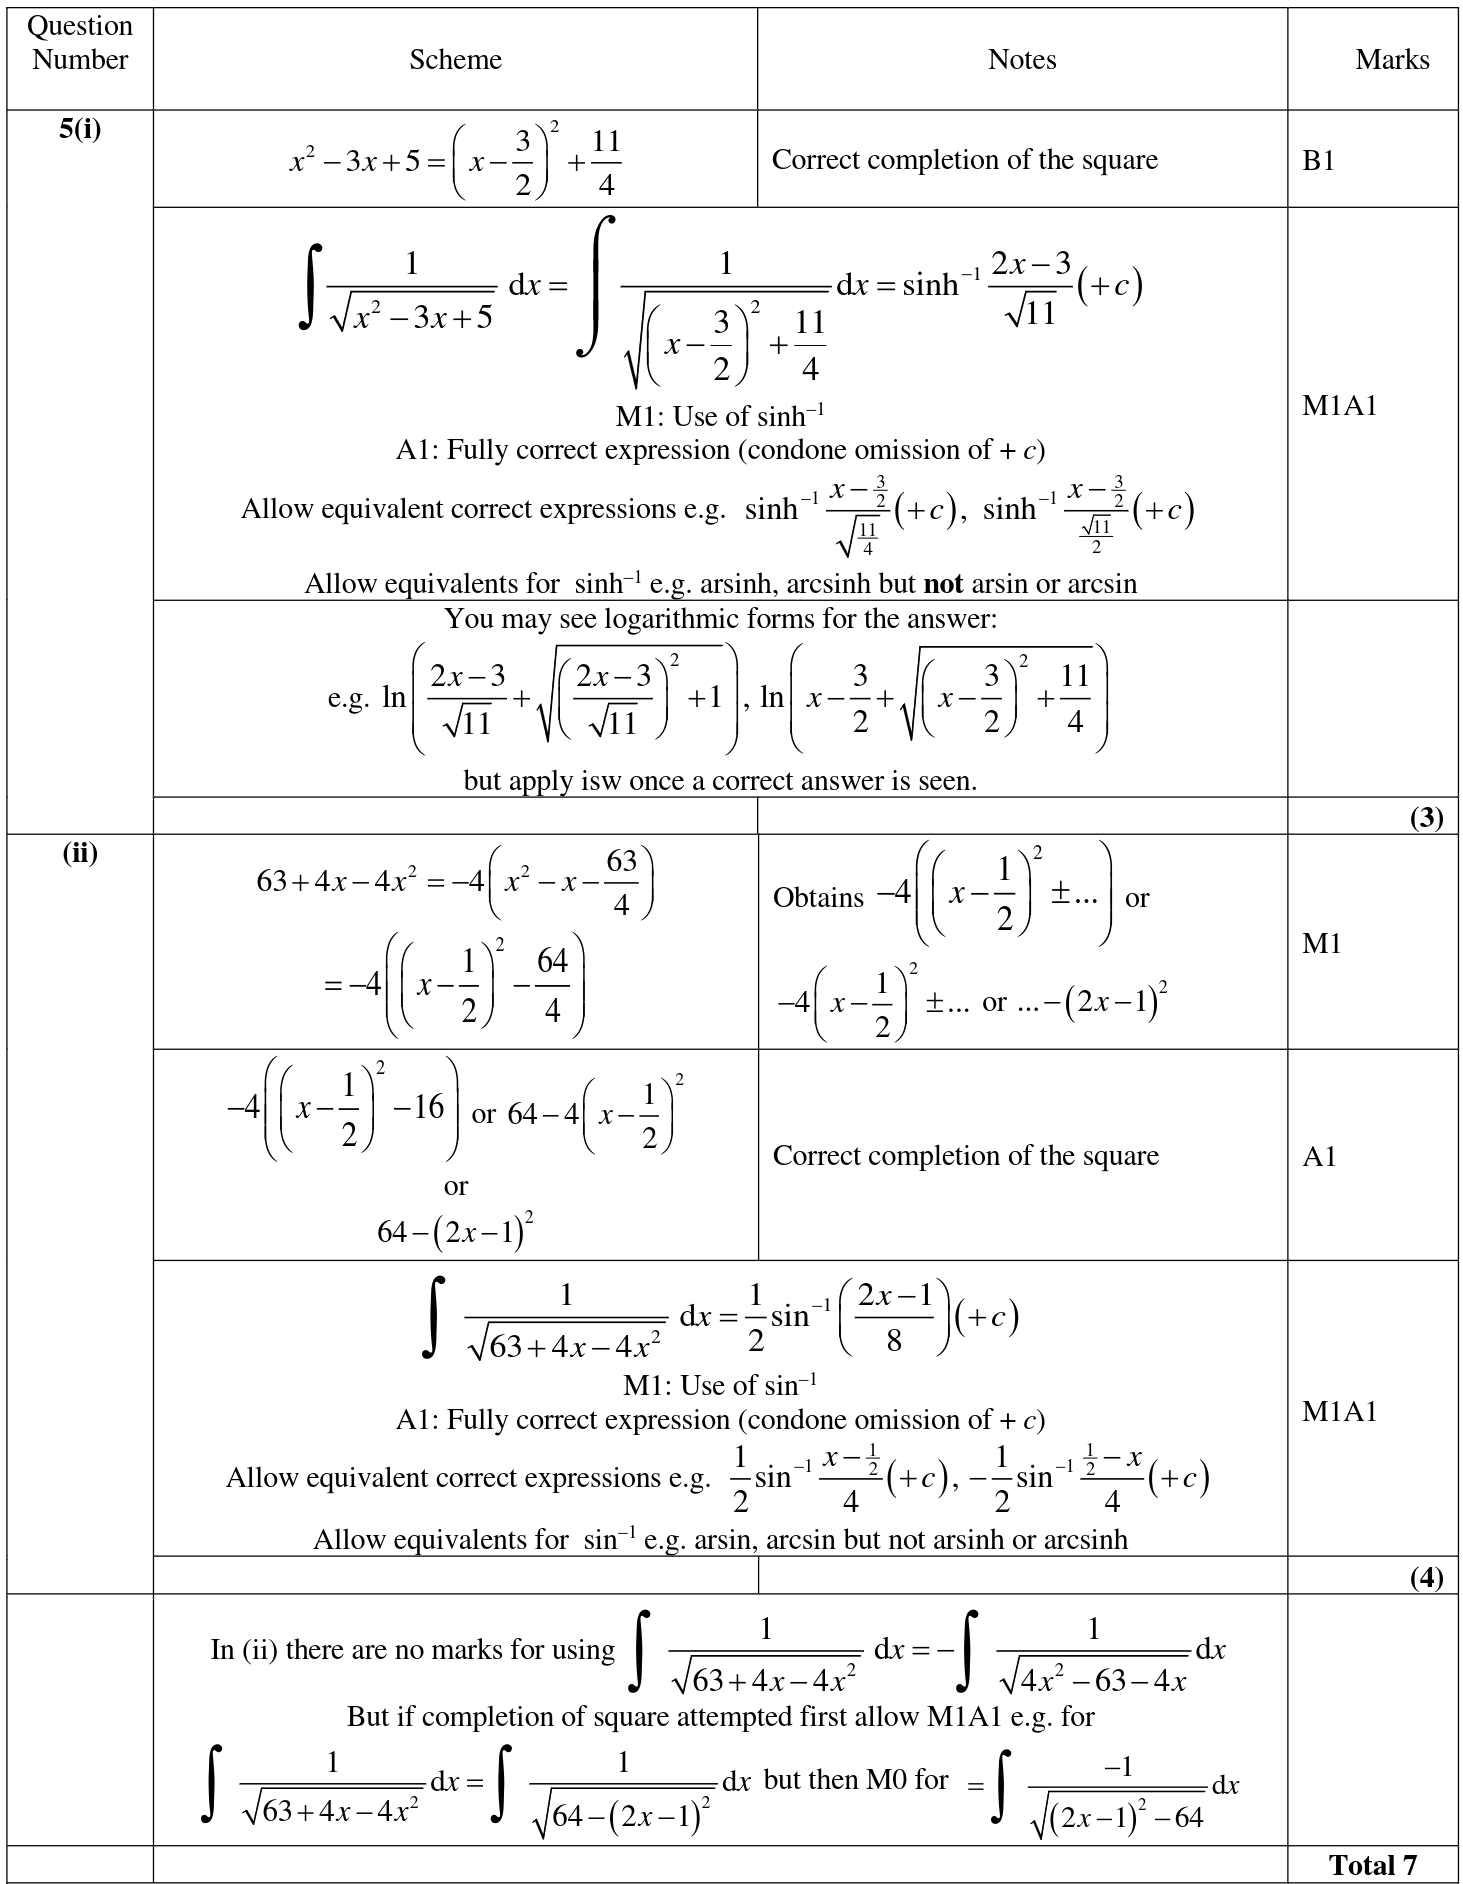 Question Number | Scheme | Notes | Marks
5(i) | $x^2 - 3x + 5 = \left(x - \frac{3}{2}\right)^2 + \frac{11}{4}$ | Correct completion of the square | B1
$\int \frac{1}{\sqrt{x^2 - 3x + 5}} \, \mathrm{d}x = \int \frac{1}{\sqrt{\left(x - \frac{3}{2}\right)^2 + \frac{11}{4}}} \mathrm{d}x = \sinh^{-1} \frac{2x - 3}{\sqrt{11}} (+c)$
M1: Use of $\sinh^{-1}$
M1A1
A1: Fully correct expression (condone omission of + $c$)
Allow equivalent correct expressions e.g. $\sinh^{-1} \frac{x - \frac{3}{2}}{\sqrt{\frac{11}{4}}} (+c), \ \sinh^{-1} \frac{x - \frac{3}{2}}{\frac{\sqrt{11}}{2}} (+c)$
Allow equivalents for $\sinh^{-1}$ e.g. arsinh, arcsinh but **not** arsin or arcsin
You may see logarithmic forms for the answer:
e.g. $\ln\left(\frac{2x - 3}{\sqrt{11}} + \sqrt{\left(\frac{2x - 3}{\sqrt{11}}\right)^2 + 1}\right), \ln\left(x - \frac{3}{2} + \sqrt{\left(x - \frac{3}{2}\right)^2 + \frac{11}{4}}\right)$
but apply isw once a correct answer is seen.
(3)
(ii) | $63 + 4x - 4x^2 = -4\left(x^2 - x - \frac{63}{4}\right)$
$= -4\left(\left(x - \frac{1}{2}\right)^2 - \frac{64}{4}\right)$
Obtains $-4\left(\left(x - \frac{1}{2}\right)^2 \pm ...\right)$ or
$-4\left(x - \frac{1}{2}\right)^2 \pm ...$ or $... - (2x - 1)^2$
M1
$-4\left(\left(x - \frac{1}{2}\right)^2 - 16\right)$ or $64 - 4\left(x - \frac{1}{2}\right)^2$
or
$64 - (2x - 1)^2$
Correct completion of the square | A1
$\int \frac{1}{\sqrt{63 + 4x - 4x^2}} \, \mathrm{d}x = \frac{1}{2} \sin^{-1} \left(\frac{2x - 1}{8}\right) (+c)$
M1: Use of $\sin^{-1}$
A1: Fully correct expression (condone omission of + $c$)
M1A1
Allow equivalent correct expressions e.g. $\frac{1}{2} \sin^{-1} \frac{x - \frac{1}{2}}{4} (+c), -\frac{1}{2} \sin^{-1} \frac{\frac{1}{2} - x}{4} (+c)$
Allow equivalents for $\sin^{-1}$ e.g. arsin, arcsin but not arsinh or arcsinh
(4)
In (ii) there are no marks for using $\int \frac{1}{\sqrt{63 + 4x - 4x^2}} \, \mathrm{d}x = -\int \frac{1}{\sqrt{4x^2 - 63 - 4x}} \mathrm{d}x$
But if completion of square attempted first allow M1A1 e.g. for
$\int \frac{1}{\sqrt{63 + 4x - 4x^2}} \mathrm{d}x = \int \frac{1}{\sqrt{64 - (2x - 1)^2}} \mathrm{d}x$ but then M0 for $= \int \frac{-1}{\sqrt{(2x - 1)^2 - 64}} \mathrm{d}x$
Total 7